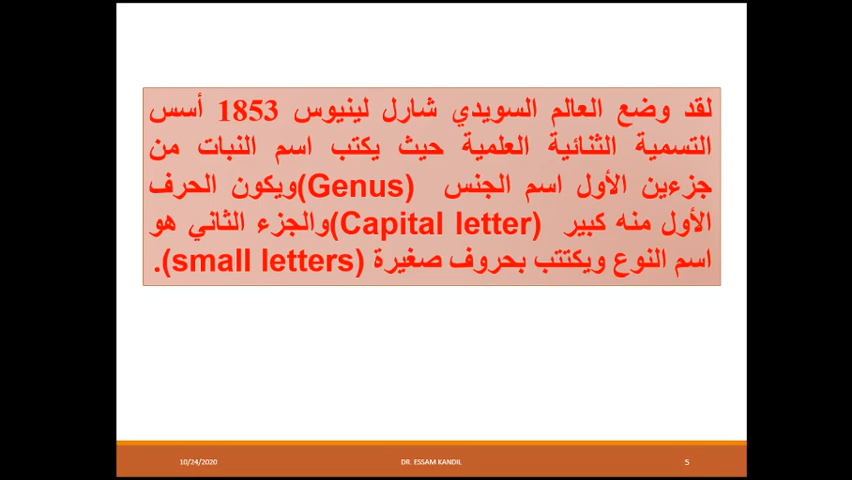 لقد وضع العالم السويدي شارل لينيوس 1853 أسس
التسمية الثنائية العلمية حيث يكتب اسم النبات من
جزءين الأول اسم الجنس (Genus)ويكون الحرف
الأول منه كبير (Capital letter)والجزء الثاني هو
اسم النوع ويكتتب بحروف صغيرة (small letters).
10/24/2020 DR. ESSAM KANDIL 5